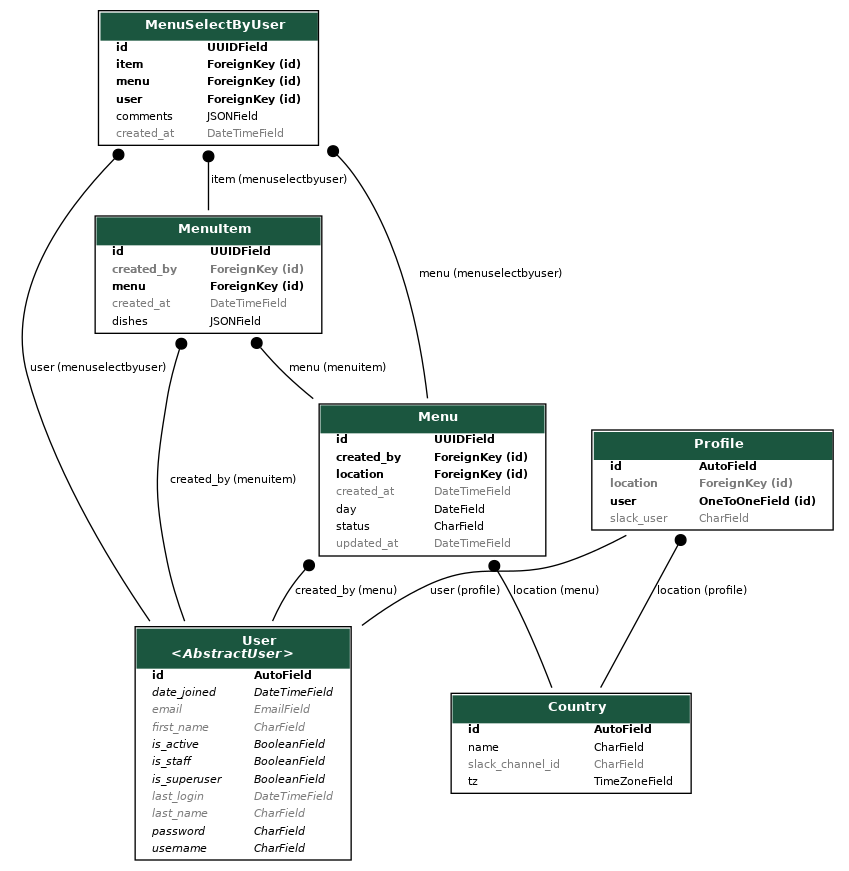 MenuSelectByUser
id UUIDField
item ForeignKey (id)
menu ForeignKey (id)
user ForeignKey (id)
comments JSONField
created_at DateTimeField
item (menuselectbyuser)
MenuItem
id UUIDField
created_by ForeignKey (id)
menu ForeignKey (id)
created_at DateTimeField
dishes JSONField
menu (menuselectbyuser)
user (menuselectbyuser)
menu (menuitem)
created_by (menuitem)
Menu
id UUIDField
created_by ForeignKey (id)
location ForeignKey (id)
created_at DateTimeField
day DateField
status CharField
updated_at DateTimeField
Profile
id AutoField
location ForeignKey (id)
user OneToOneField (id)
slack_user CharField
created_by (menu)
user (profile)
location (menu)
location (profile)
User
<AbstractUser>
id AutoField
date_joined DateTimeField
email EmailField
first_name CharField
is_active BooleanField
is_staff BooleanField
is_superuser BooleanField
last_login DateTimeField
last_name CharField
password CharField
username CharField
Country
id AutoField
name CharField
slack_channel_id CharField
tz TimeZoneField